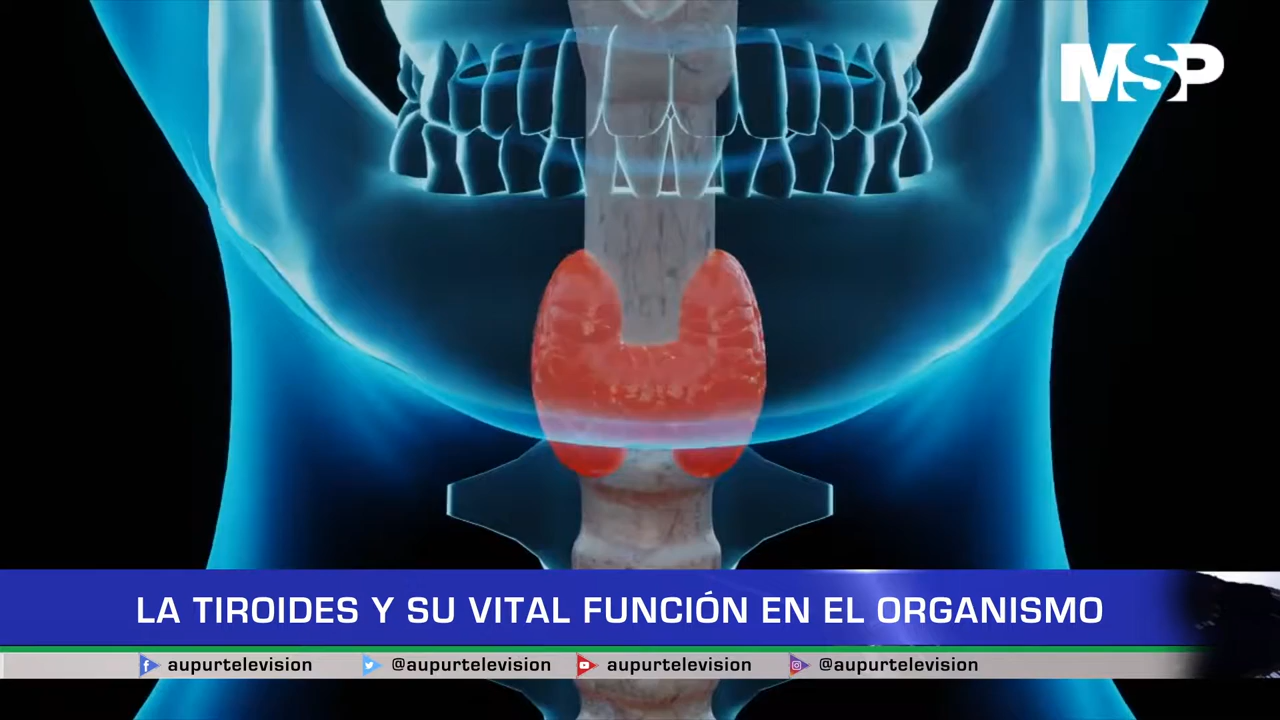 MSP
LA TIROIDES Y SU VITAL FUNCIÓN EN EL ORGANISMO
aupurtelevision @aupurtelevision aupurtelevision @aupurtelevision